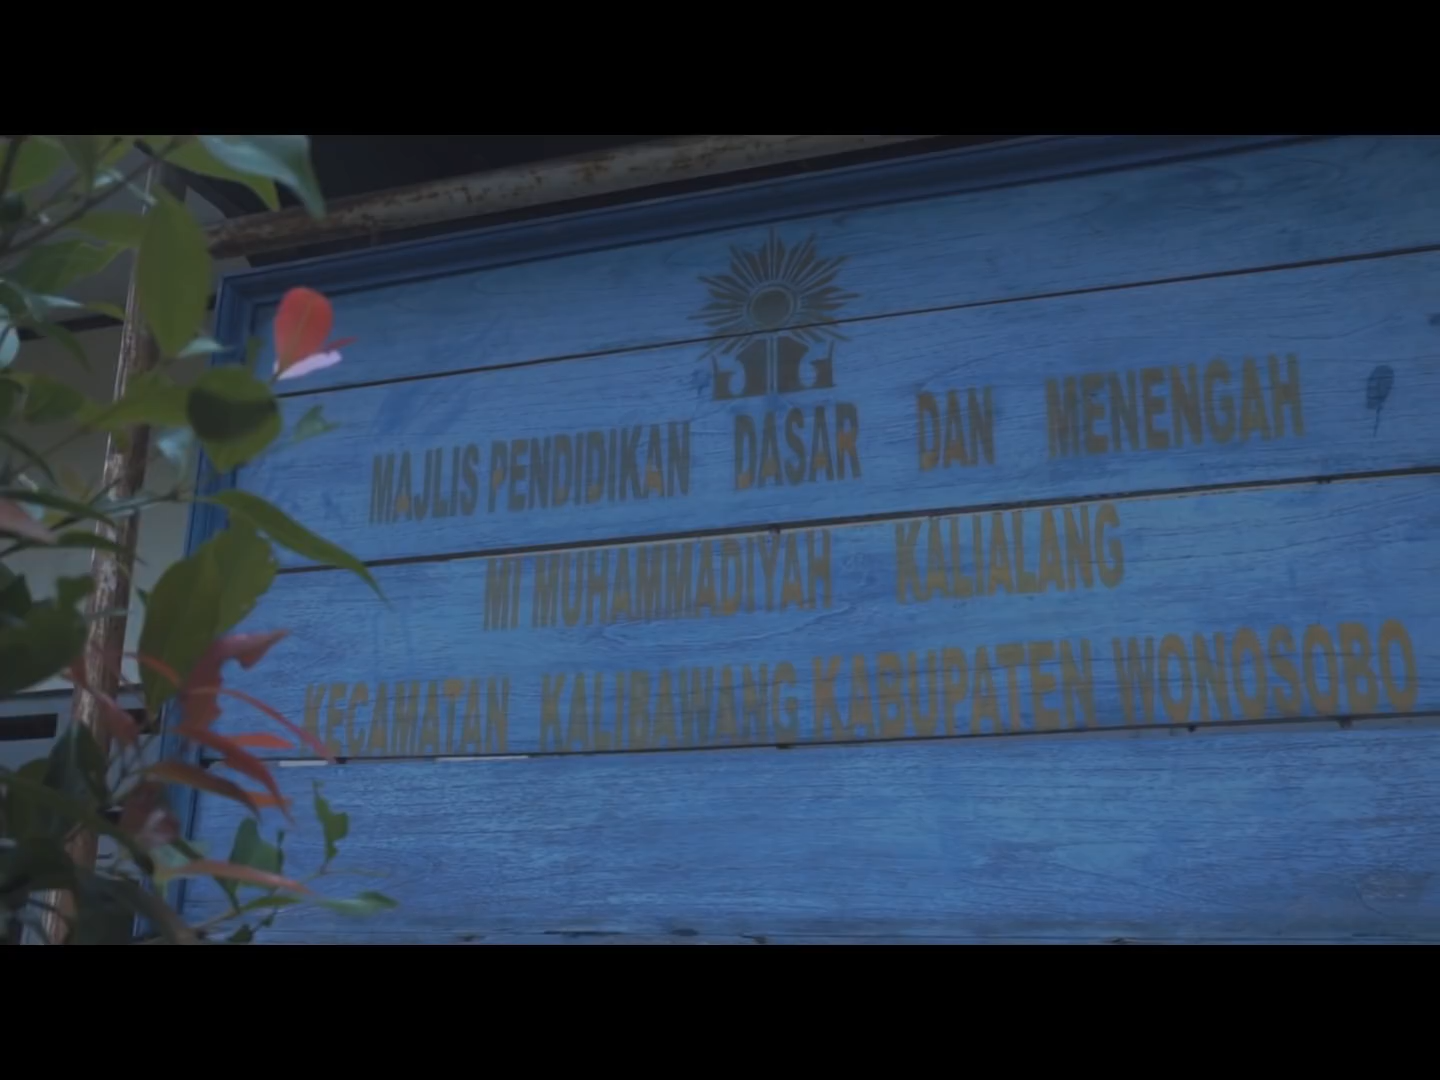 MAJLIS PENDIDIKAN DASAR DAN MENENGAH
MI MUHAMMADIYAH KALIALANG
KECAMATAN KALIBAWANG KABUPATEN WONOSOBO